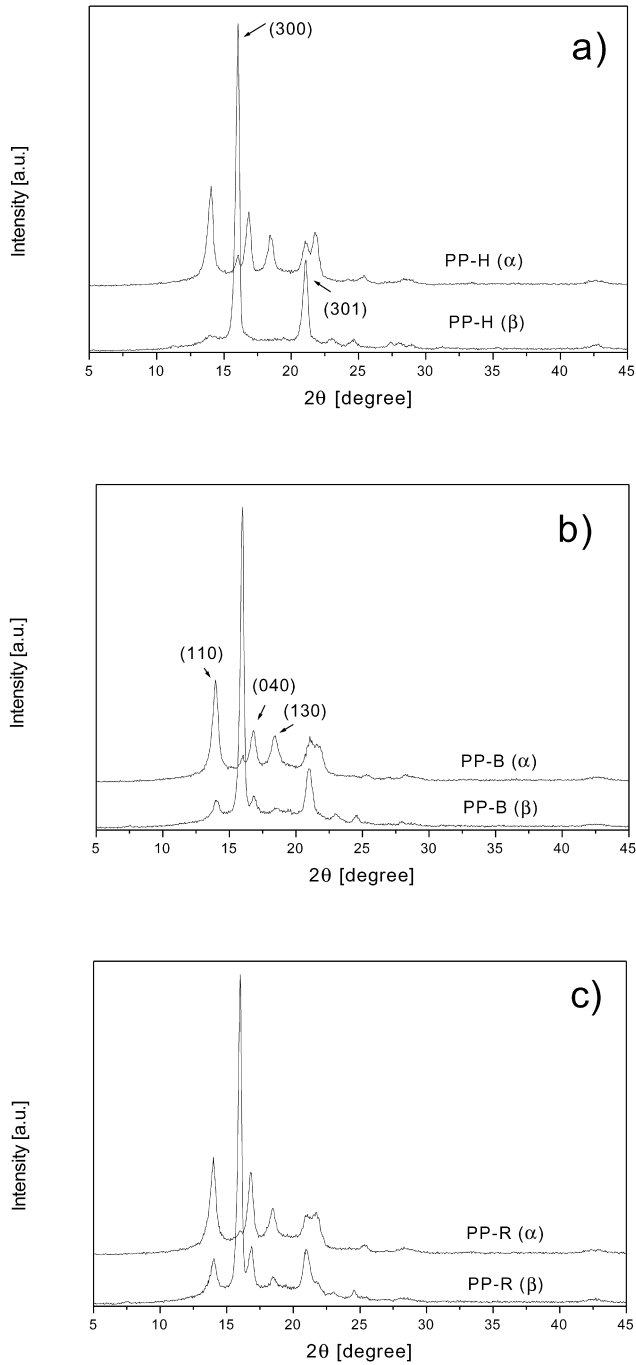 (300)
a)
Intensity [a.u.]
PP-H (α)
(301)
PP-H (β)
5 10 15 20 25 30 35 40 45
2θ [degree]
b)
(110)
(040)
(130)
Intensity [a.u.]
PP-B (α)
PP-B (β)
5 10 15 20 25 30 35 40 45
2θ [degree]
c)
Intensity [a.u.]
PP-R (α)
PP-R (β)
5 10 15 20 25 30 35 40 45
2θ [degree]